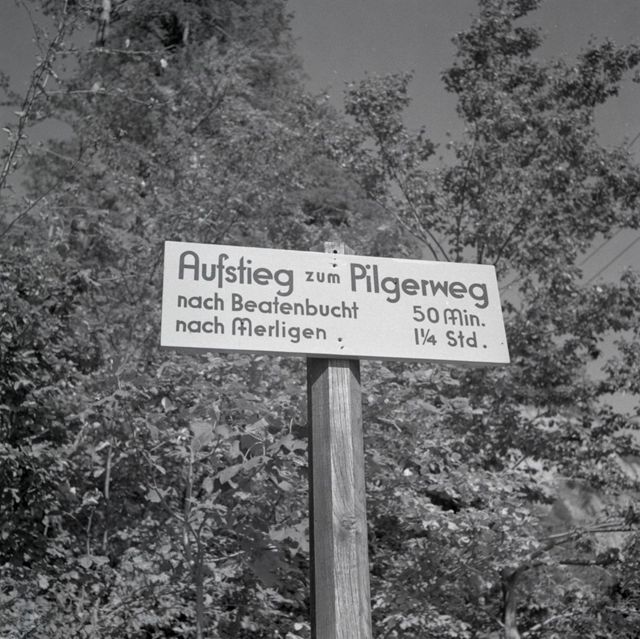 Aufstieg zum Pilgerweg
nach Beatenbucht 50 Min.
nach Merligen 1¼ Std.